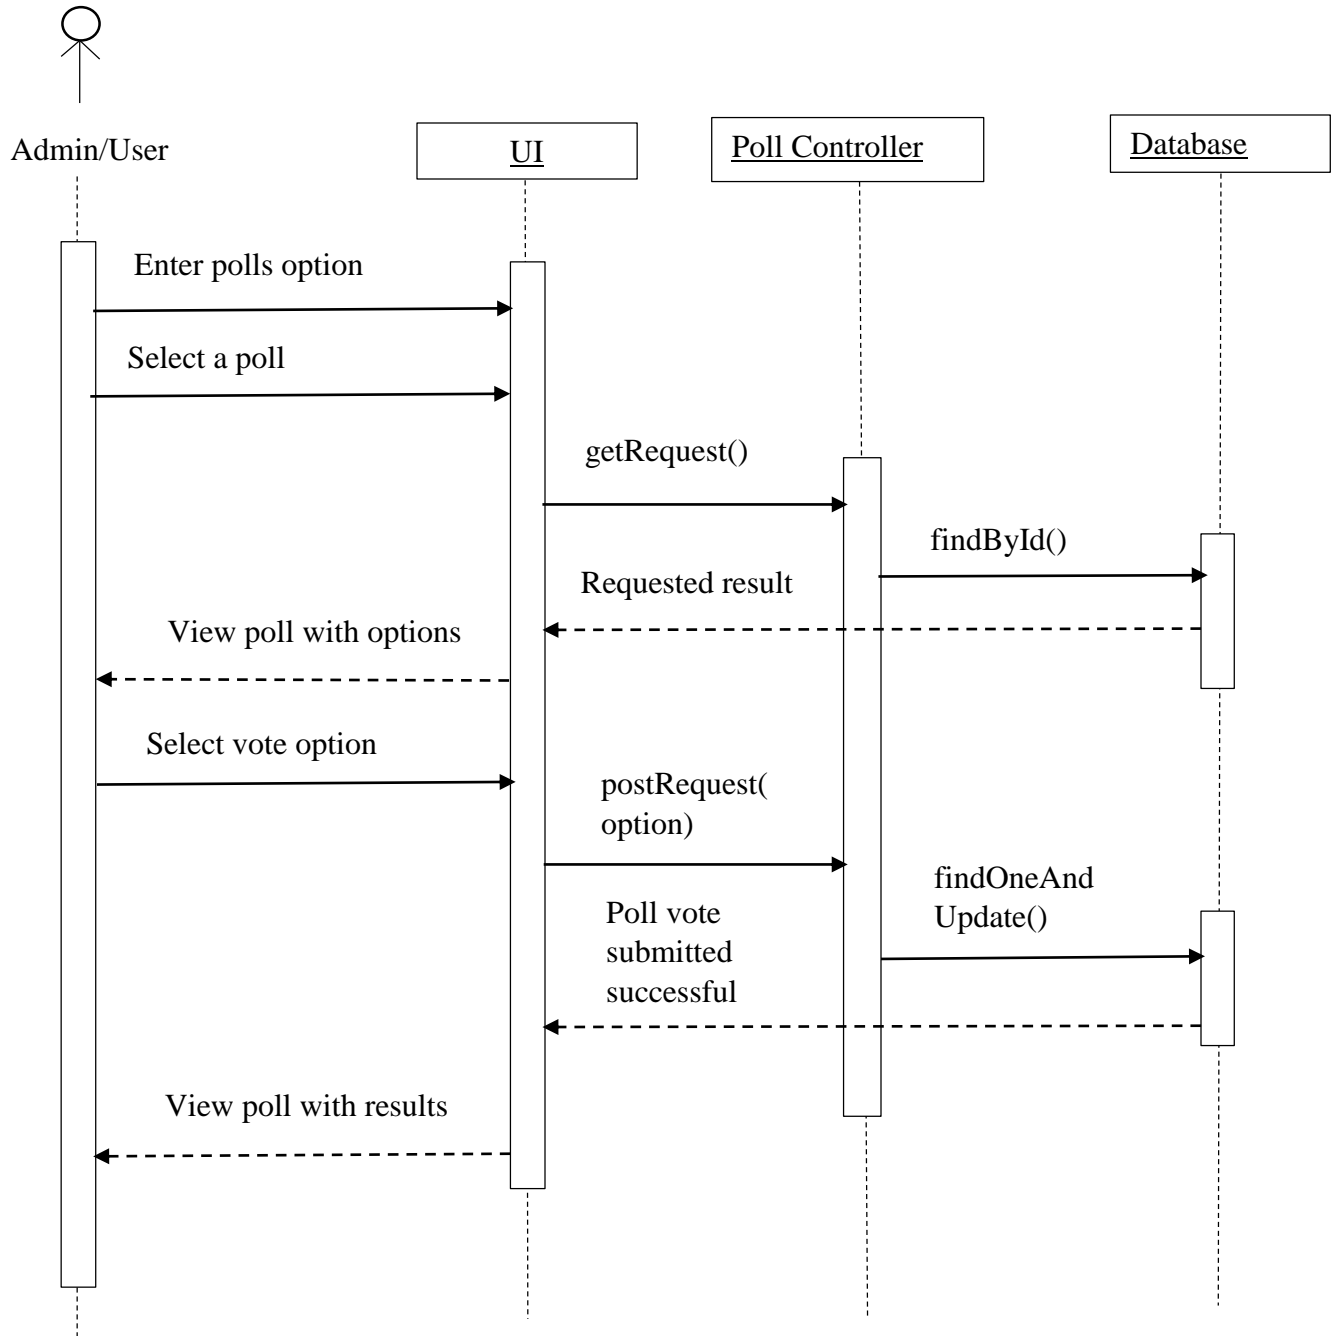 Admin/User
UI
Poll Controller
Database
Enter polls option
Select a poll
getRequest()
findById()
Requested result
View poll with options
Select vote option
postRequest(
option)
findOneAnd
Update()
Poll vote
submitted
successful
View poll with results